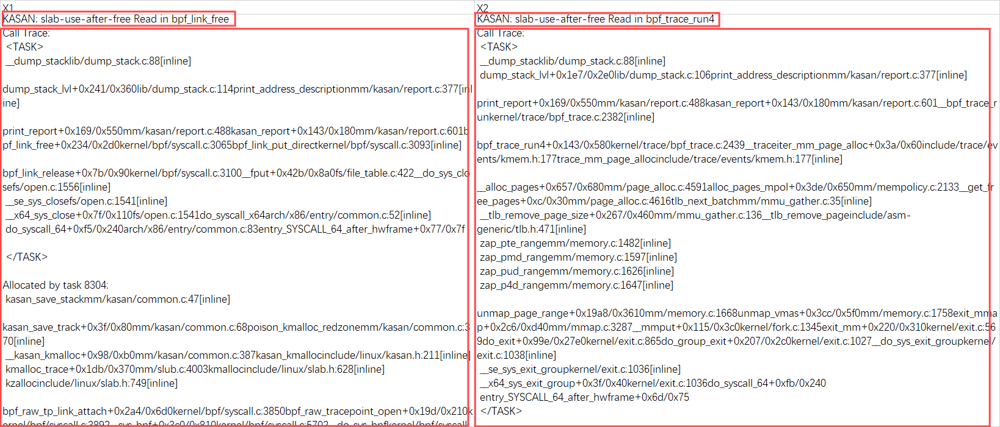 X1
KASAN: slab-use-after-free Read in bpf_link_free
Call Trace:
<TASK>
__dump_stacklib/dump_stack.c:88[inline]
dump_stack_lvl+0x241/0x360lib/dump_stack.c:114print_address_descriptionmm/kasan/report.c:377[inl
ine]
print_report+0x169/0x550mm/kasan/report.c:488kasan_report+0x143/0x180mm/kasan/report.c:601b
pf_link_free+0x234/0x2d0kernel/bpf/syscall.c:3065bpf_link_put_directkernel/bpf/syscall.c:3093[inline]
bpf_link_release+0x7b/0x90kernel/bpf/syscall.c:3100__fput+0x42b/0x8a0fs/file_table.c:422__do_sys_clo
sefs/open.c:1556[inline]
__se_sys_closefs/open.c:1541[inline]
__x64_sys_close+0x7f/0x110fs/open.c:1541do_syscall_x64arch/x86/entry/common.c:52[inline]
do_syscall_64+0xf5/0x240arch/x86/entry/common.c:83entry_SYSCALL_64_after_hwframe+0x77/0x7f
</TASK>
Allocated by task 8304:
kasan_save_stackmm/kasan/common.c:47[inline]
kasan_save_track+0x3f/0x80mm/kasan/common.c:68poison_kmalloc_redzonemm/kasan/common.c:3
70[inline]
__kasan_kmalloc+0x98/0xb0mm/kasan/common.c:387kasan_kmallocinclude/linux/kasan.h:211[inline]
kmalloc_trace+0x1db/0x370mm/slub.c:4003kmallocinclude/linux/slab.h:628[inline]
kzallocinclude/linux/slab.h:749[inline]
bpf_raw_tp_link_attach+0x2a4/0x6d0kernel/bpf/syscall.c:3850bpf_raw_tracepoint_open+0x19d/0x210k
ernel/bpf/syscall.c:3892__sys_bpf+0x3c0/0x810kernel/bpf/syscall.c:5702__do_sys_bpfkernel/bpf/syscall
X2
KASAN: slab-use-after-free Read in bpf_trace_run4
Call Trace:
<TASK>
__dump_stacklib/dump_stack.c:88[inline]
dump_stack_lvl+0x1e7/0x2e0lib/dump_stack.c:106print_address_descriptionmm/kasan/report.c:377[inline]
print_report+0x169/0x550mm/kasan/report.c:488kasan_report+0x143/0x180mm/kasan/report.c:601__bpf_trace_r
unkernel/trace/bpf_trace.c:2382[inline]
bpf_trace_run4+0x143/0x580kernel/trace/bpf_trace.c:2439__traceiter_mm_page_alloc+0x3a/0x60include/trace/ev
ents/kmem.h:177trace_mm_page_allocinclude/trace/events/kmem.h:177[inline]
__alloc_pages+0x657/0x680mm/page_alloc.c:4591alloc_pages_mpol+0x3de/0x650mm/mempolicy.c:2133__get_fr
ee_pages+0xc/0x30mm/page_alloc.c:4616tlb_next_batchmm/mmu_gather.c:35[inline]
__tlb_remove_page_size+0x267/0x460mm/mmu_gather.c:136__tlb_remove_pageinclude/asm-
generic/tlb.h:471[inline]
zap_pte_rangemm/memory.c:1482[inline]
zap_pmd_rangemm/memory.c:1597[inline]
zap_pud_rangemm/memory.c:1626[inline]
zap_p4d_rangemm/memory.c:1647[inline]
unmap_page_range+0x19a8/0x3610mm/memory.c:1668unmap_vmas+0x3cc/0x5f0mm/memory.c:1758exit_mma
p+0x2c6/0xd40mm/mmap.c:3287__mmput+0x115/0x3c0kernel/fork.c:1345exit_mm+0x220/0x310kernel/exit.c:56
9do_exit+0x99e/0x27e0kernel/exit.c:865do_group_exit+0x207/0x2c0kernel/exit.c:1027__do_sys_exit_groupkernel/
exit.c:1038[inline]
__se_sys_exit_groupkernel/exit.c:1036[inline]
__x64_sys_exit_group+0x3f/0x40kernel/exit.c:1036do_syscall_64+0xfb/0x240
entry_SYSCALL_64_after_hwframe+0x6d/0x75
</TASK>